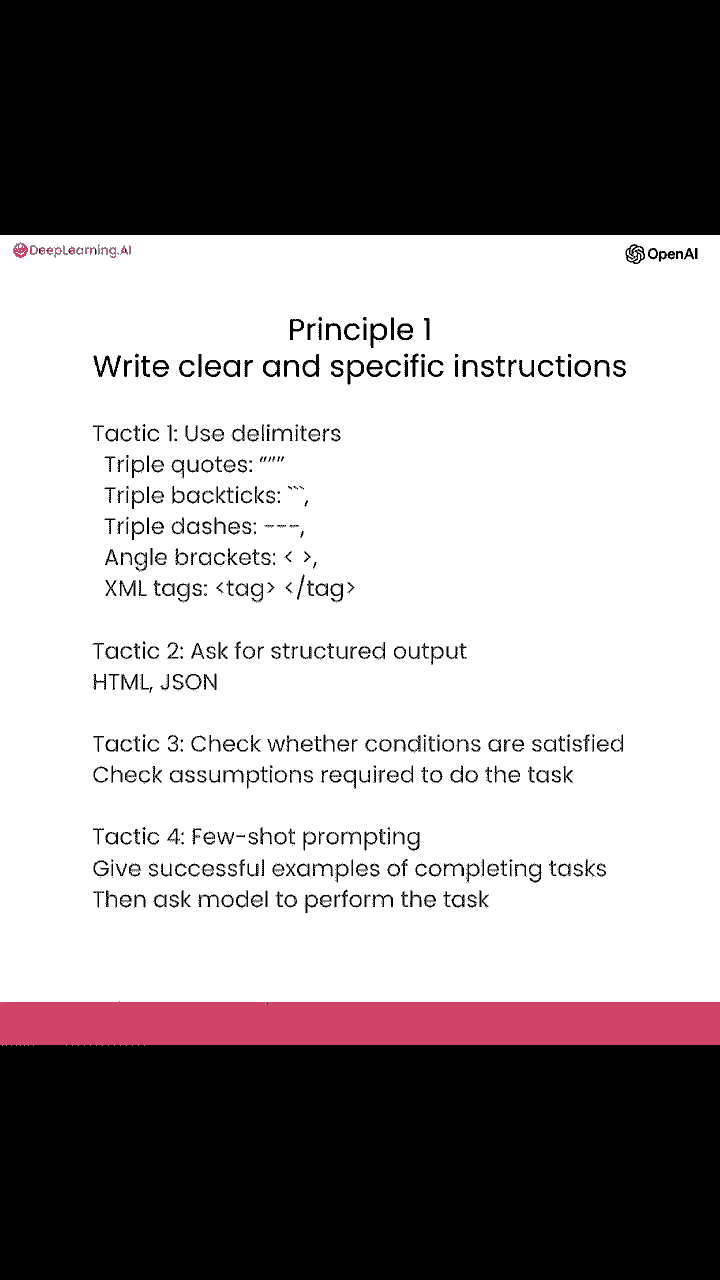 DeepLearning.AI
OpenAI
Principle 1
Write clear and specific instructions
Tactic 1: Use delimiters
Triple quotes: """
Triple backticks: ```,
Triple dashes: ---,
Angle brackets: < >,
XML tags: <tag> </tag>
Tactic 2: Ask for structured output
HTML, JSON
Tactic 3: Check whether conditions are satisfied
Check assumptions required to do the task
Tactic 4: Few-shot prompting
Give successful examples of completing tasks
Then ask model to perform the task